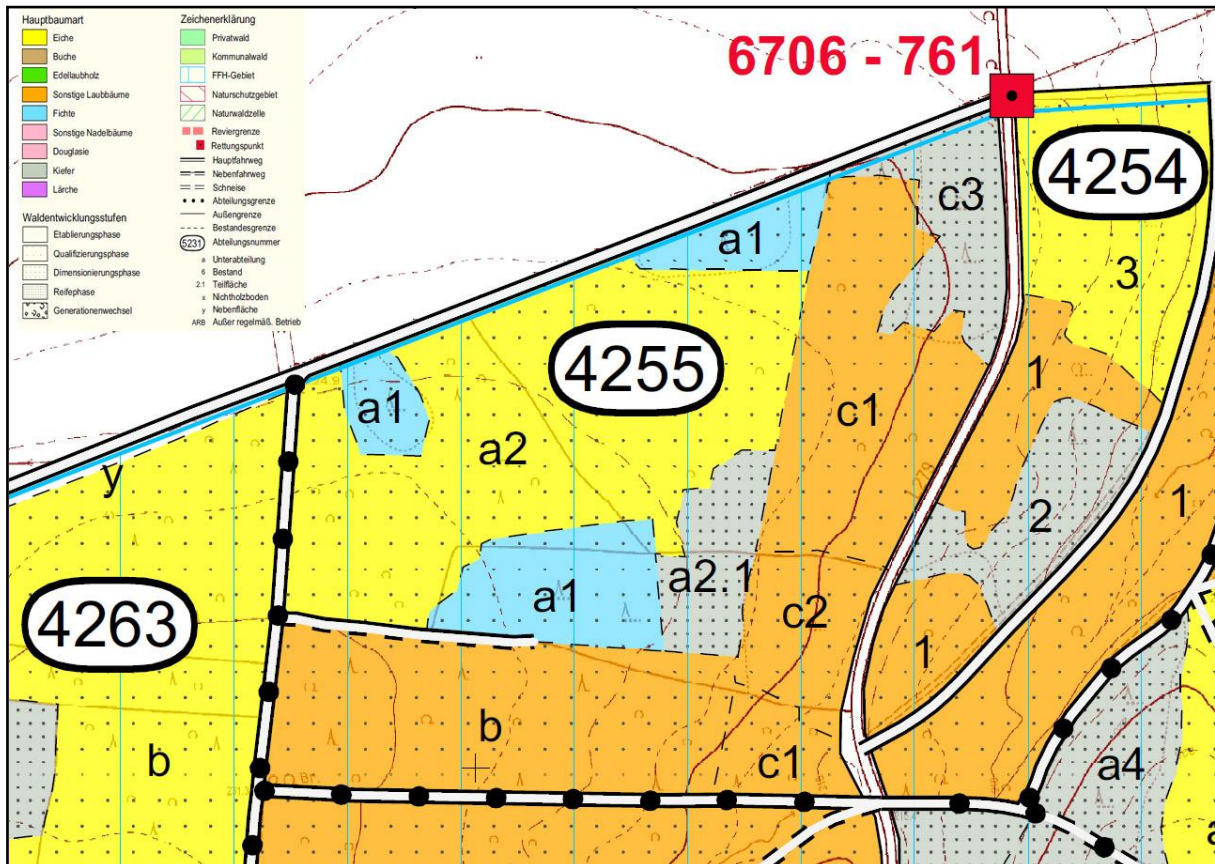 Hauptbaumart
Eiche
Buche
Edellaubholz
Sonstige Laubbäume
Fichte
Sonstige Nadelbäume
Douglasie
Kiefer
Lärche
Waldentwicklungsstufen
Etablierungsphase
Qualifizierungsphase
Dimensionierungsphase
Reifephase
Generationenwechsel
Zeichenerklärung
Privatwald
Kommunalwald
FFH-Gebiet
Naturschutzgebiet
Naturwaldzelle
Reviergrenze
Rettungspunkt
Hauptfahrweg
Nebenfahrweg
Schneise
Abteilungsgrenze
Außengrenze
Bestandesgrenze
5231 Abteilungsnummer
a Unterabteilung
6 Bestand
2.1 Teilfläche
x Nichtholzboden
y Nebenfläche
ARB Außer regelmäß. Betrieb
6706 - 761
4254
c3
a1
3
4255
1
a1
c1
a2
y
1
2
a2.1
a1
c2
4263
1
b
b
c1
a4
Br.